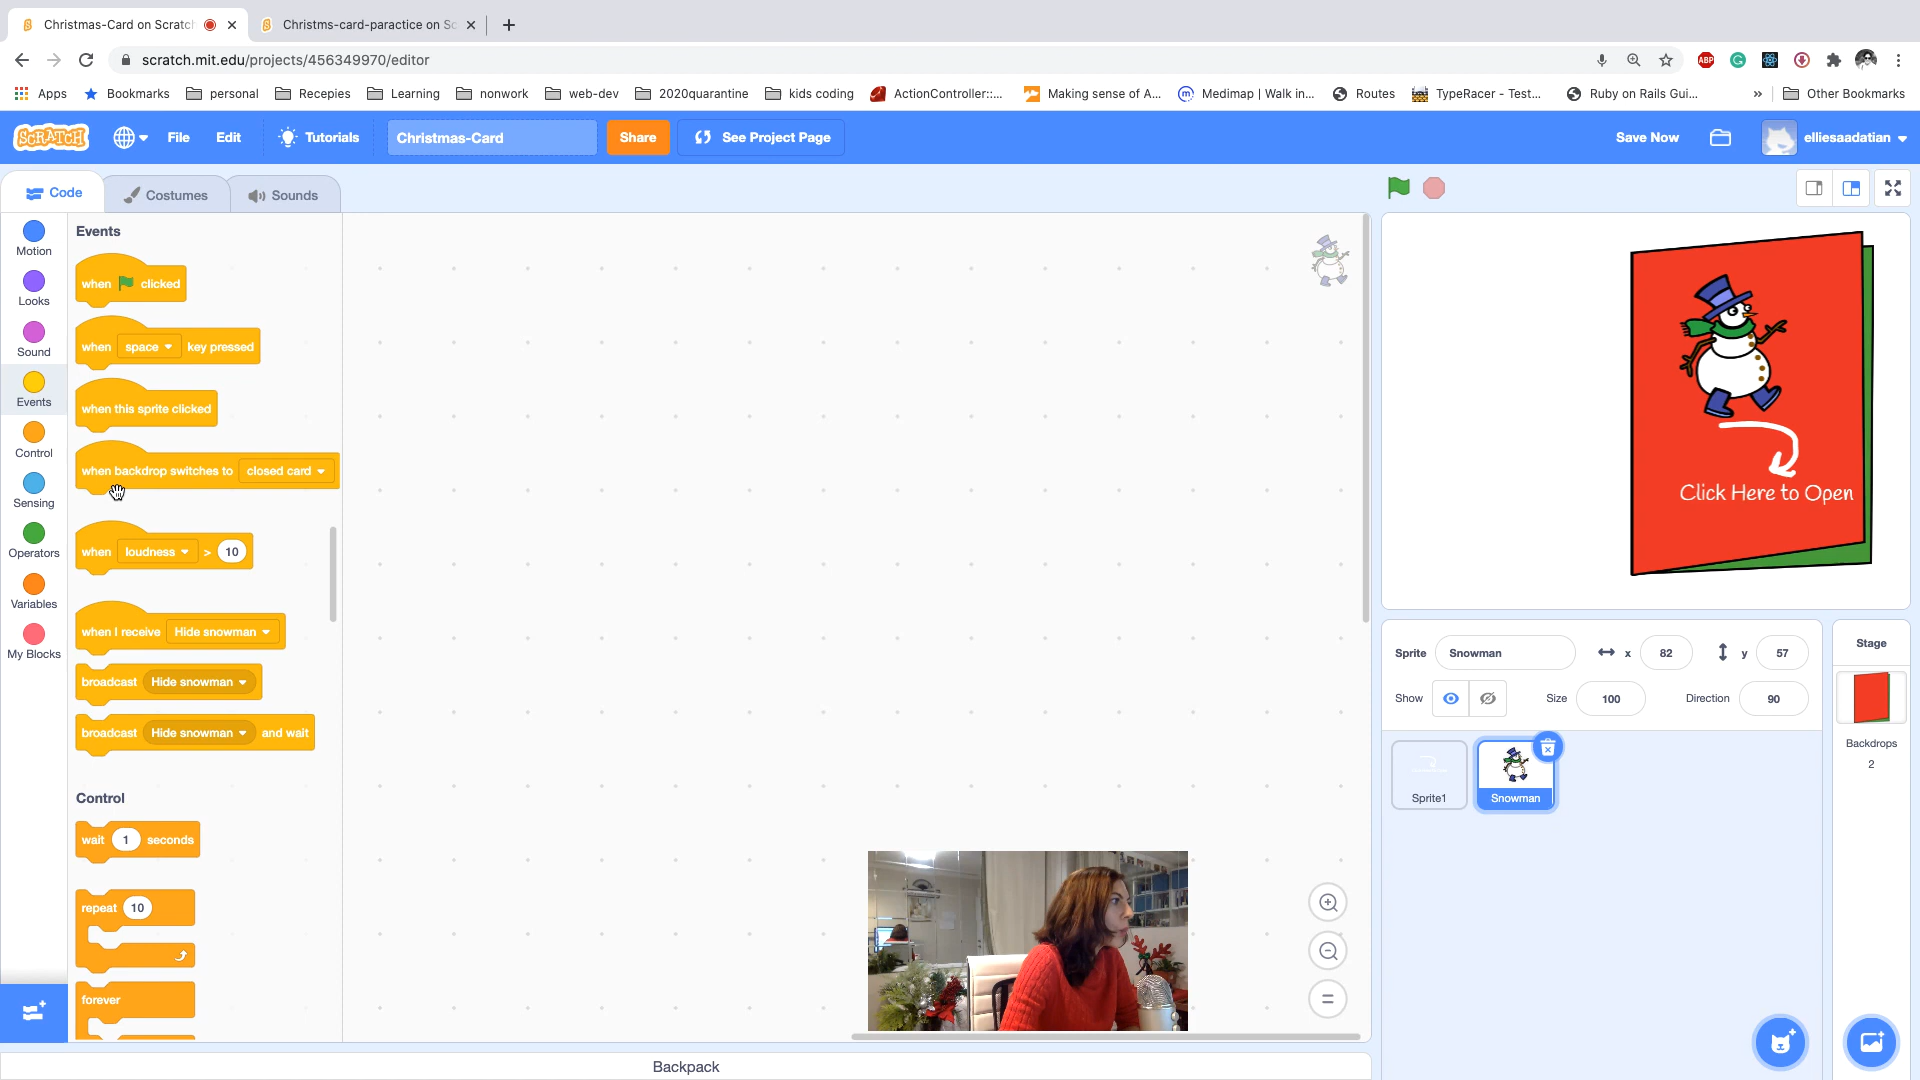 Christmas-Card on Scratc
Christms-card-paractice on Sc
scratch.mit.edu/projects/456349970/editor
ABP
Apps
Bookmarks
personal
Recepies
Learning
nonwork
web-dev
2020quarantine
kids coding
ActionController::...
Making sense of A...
Medimap | Walk in...
Routes
TypeRacer - Test...
Ruby on Rails Gui...
»
Other Bookmarks
SCRATCH
File
Edit
Tutorials
Christmas-Card
Share
See Project Page
Save Now
elliesaadatian
Code
Costumes
Sounds
Motion
Looks
Sound
Events
Control
Sensing
Operators
Variables
My Blocks
Events
when clicked
when space key pressed
when this sprite clicked
when backdrop switches to closed card
when loudness > 10
when I receive Hide snowman
broadcast Hide snowman
broadcast Hide snowman and wait
Control
wait 1 seconds
repeat 10
forever
Click Here to Open
Sprite Snowman x 82 y 57
Show Size 100 Direction 90
Sprite1
Snowman
Stage
Backdrops
2
Backpack